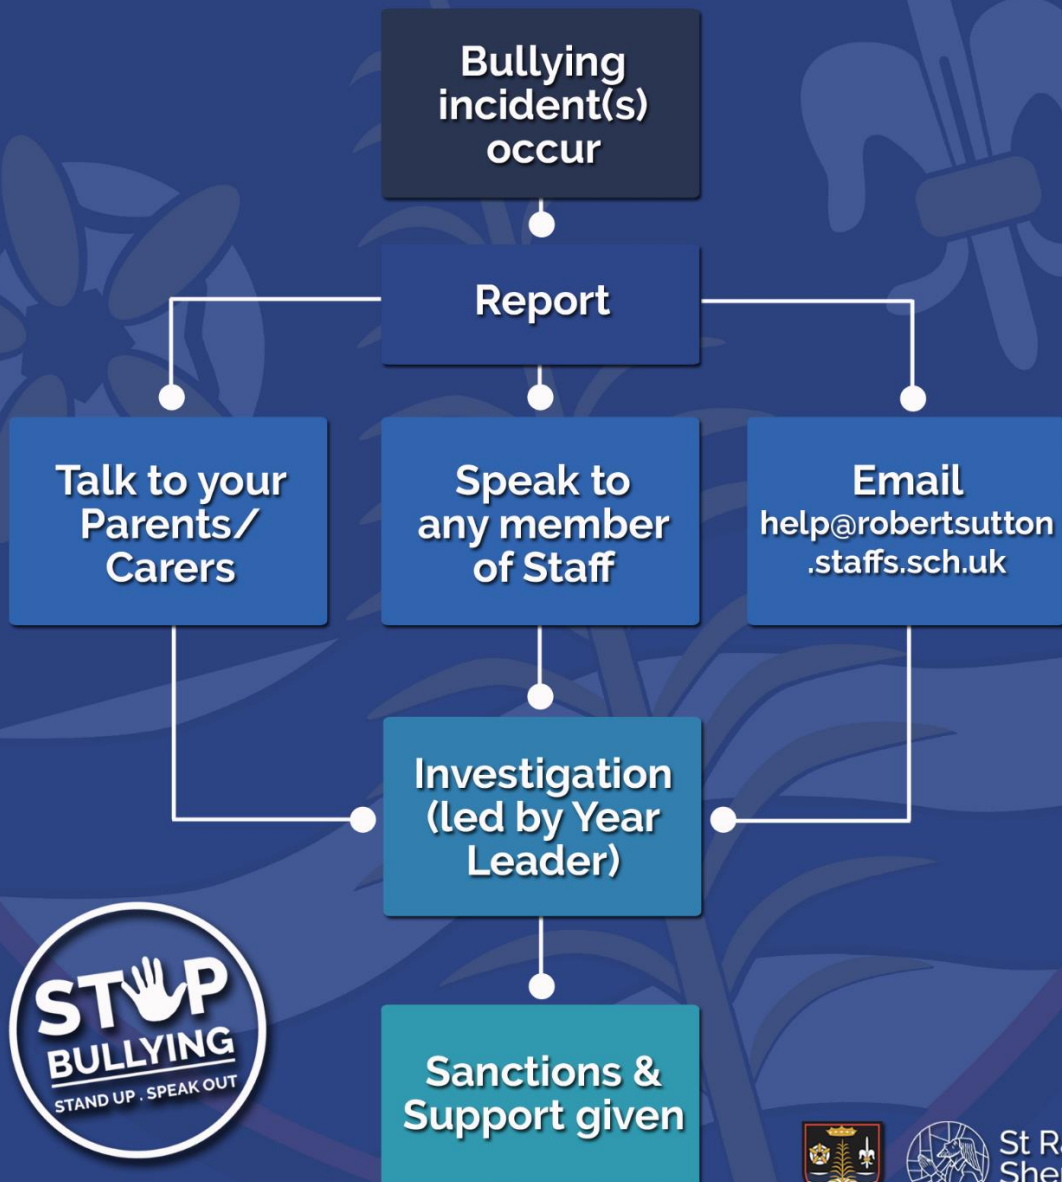 Bullying
incident(s)
occur
Report
Talk to your
Parents/
Carers
Speak to
any member
of Staff
Email
help@robertsutton
.staffs.sch.uk
Investigation
(led by Year
Leader)
Sanctions &
Support given
STOP
BULLYING
STAND UP . SPEAK OUT
St